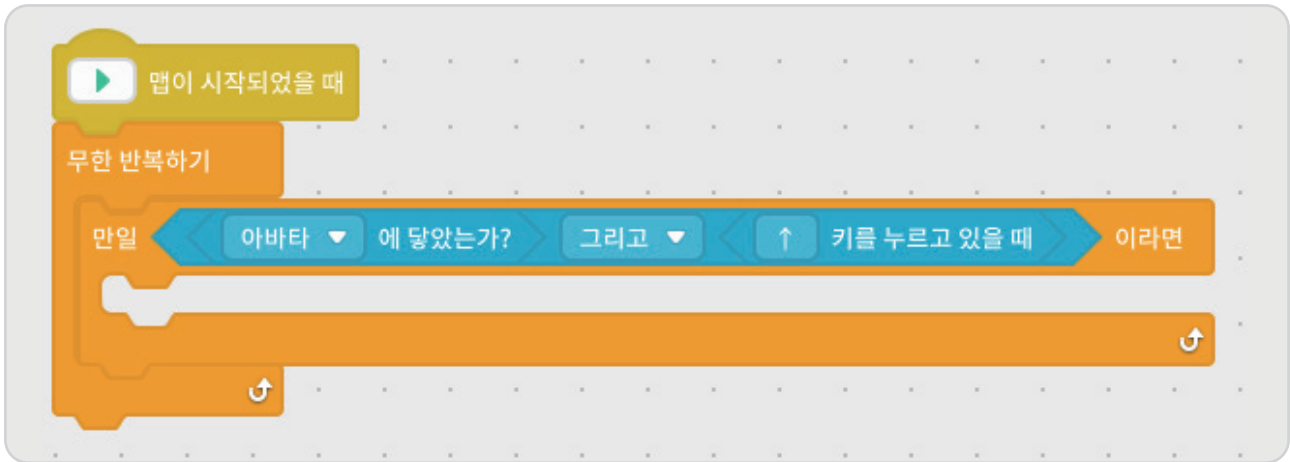 맵이 시작되었을 때
무한 반복하기
만일 아바타 에 닿았는가? 그리고 ↑ 키를 누르고 있을 때 이라면